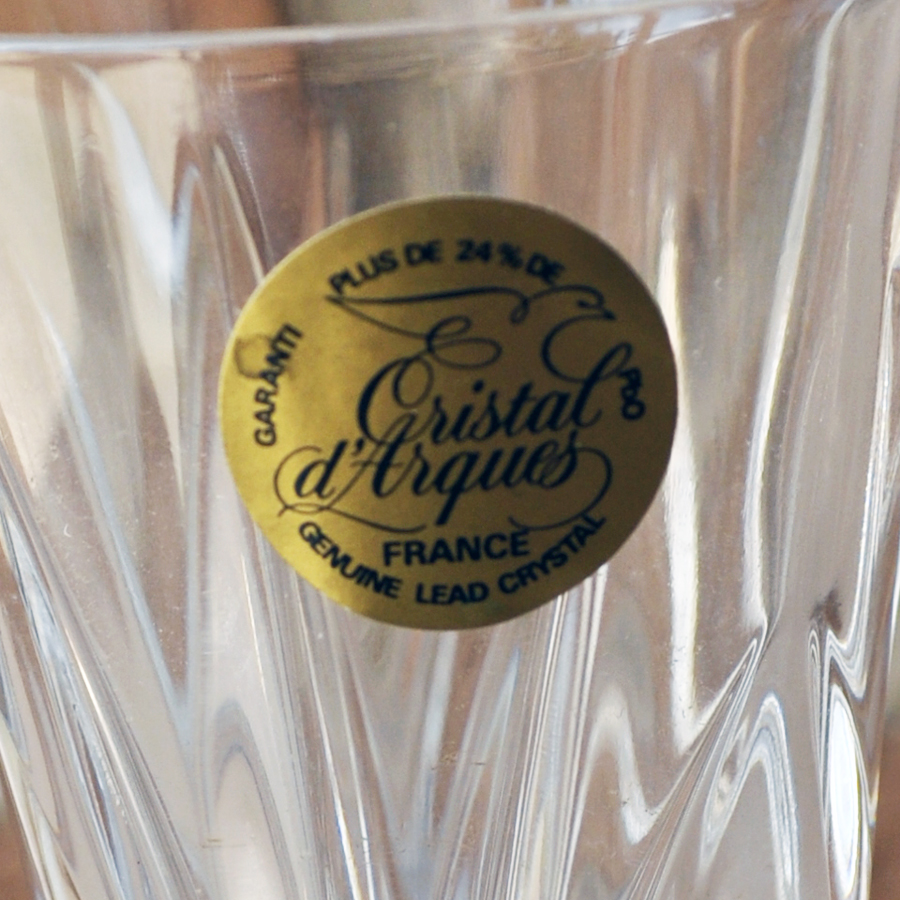 GARANTI PLUS DE 24% DE PbO
Cristal
d'Arques
FRANCE
GENUINE LEAD CRYSTAL